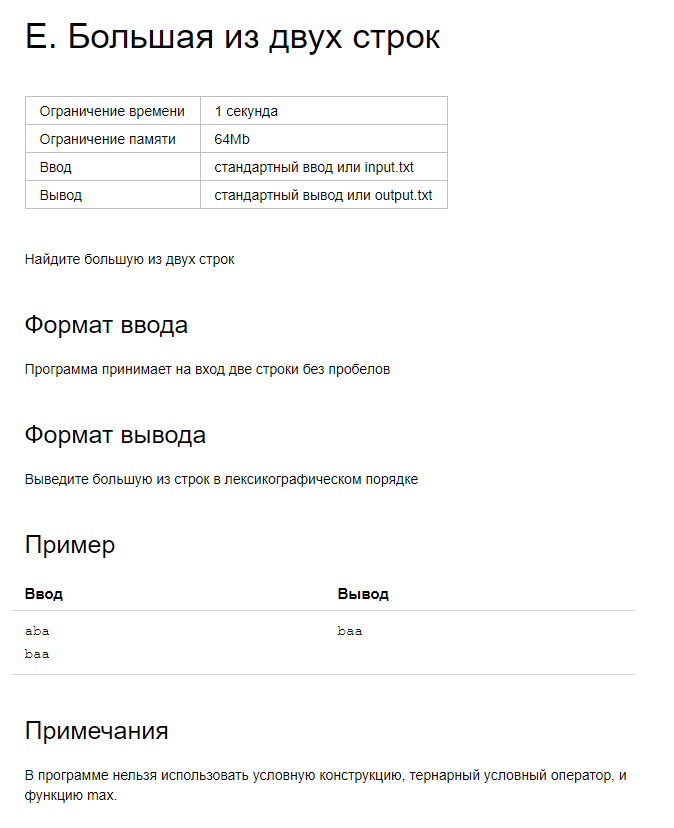 E. Большая из двух строк
Ограничение времени 1 секунда
Ограничение памяти 64Mb
Ввод стандартный ввод или input.txt
Вывод стандартный вывод или output.txt
Найдите большую из двух строк
Формат ввода
Программа принимает на вход две строки без пробелов
Формат вывода
Выведите большую из строк в лексикографическом порядке
Пример
Ввод Вывод
aba baa
baa
Примечания
В программе нельзя использовать условную конструкцию, тернарный условный оператор, и
функцию max.